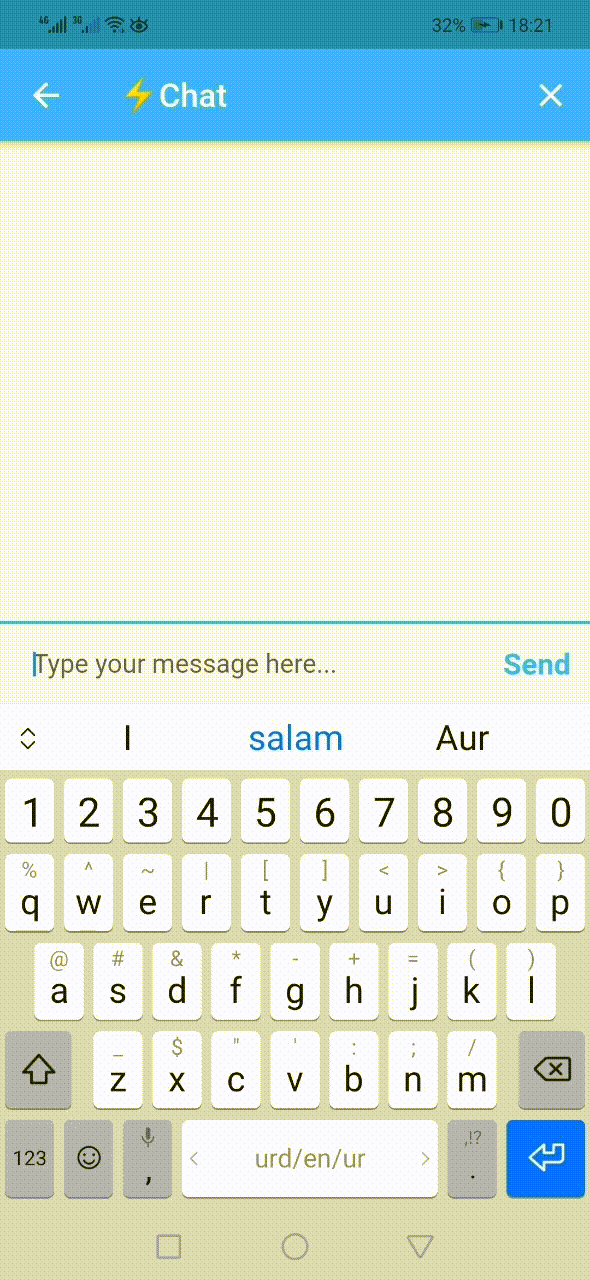 4G 3G 32% 18:21
⚡Chat
Type your message here... Send
I salam Aur
1 2 3 4 5 6 7 8 9 0
% ^ ~ | [ ] < > { }
q w e r t y u i o p
@ # & * - + = ( )
a s d f g h j k l
_ $ " ' : ; /
z x c v b n m
,!?
123 , urd/en/ur .